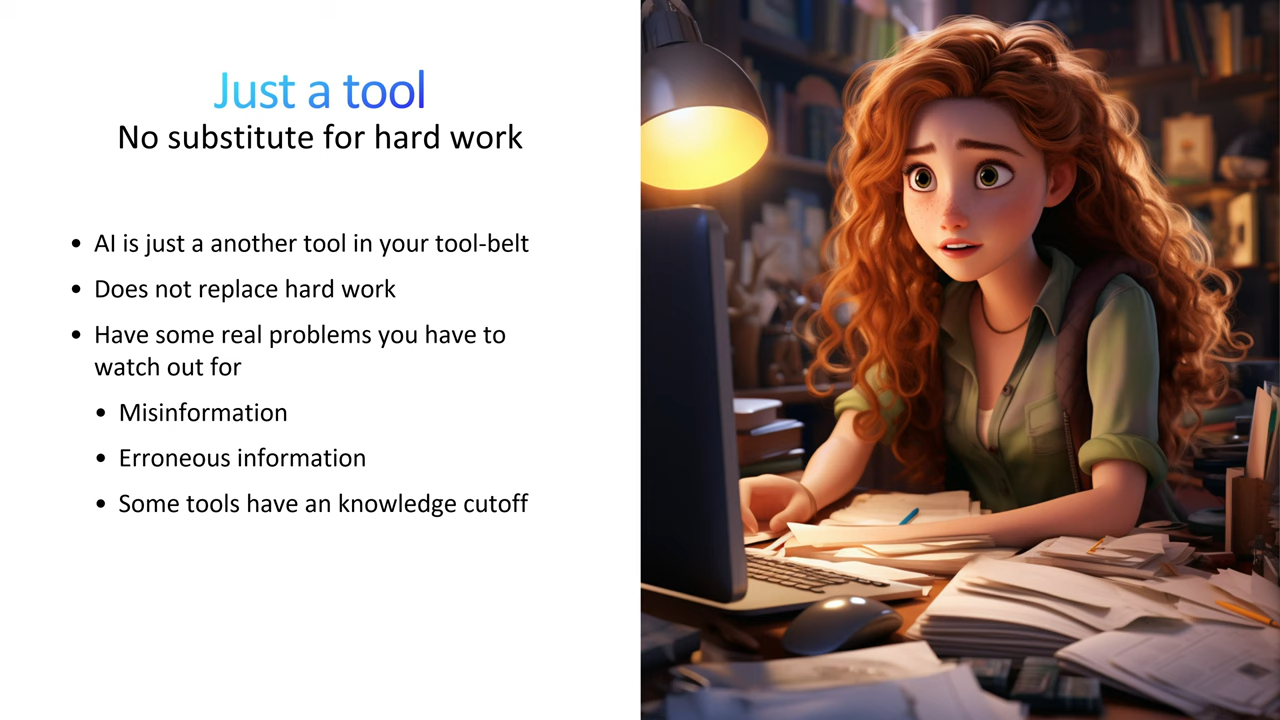 Just a tool
No substitute for hard work
• AI is just a another tool in your tool-belt
• Does not replace hard work
• Have some real problems you have to
watch out for
• Misinformation
• Erroneous information
• Some tools have an knowledge cutoff